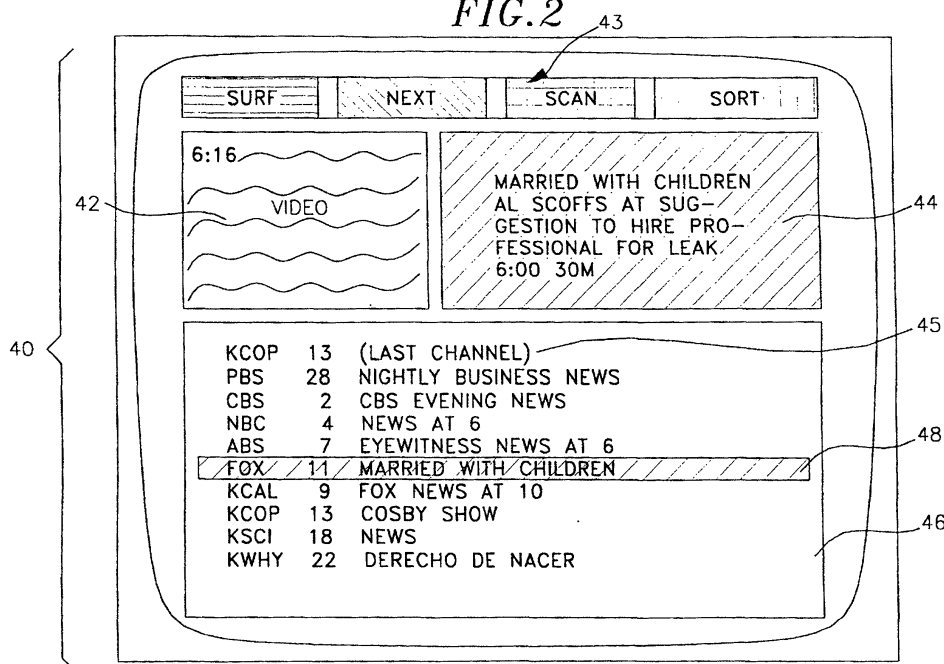 FIG.2
43
SURF NEXT SCAN SORT
6:16
VIDEO
42
MARRIED WITH CHILDREN
AL SCOFFS AT SUG-
GESTION TO HIRE PRO-
FESSIONAL FOR LEAK
6:00 30M
44
40
45
KCOP 13 (LAST CHANNEL)
PBS 28 NIGHTLY BUSINESS NEWS
CBS 2 CBS EVENING NEWS
NBC 4 NEWS AT 6
ABS 7 EYEWITNESS NEWS AT 6
FOX 11 MARRIED WITH CHILDREN
48
KCAL 9 FOX NEWS AT 10
KCOP 13 COSBY SHOW
KSCI 18 NEWS
KWHY 22 DERECHO DE NACER
46